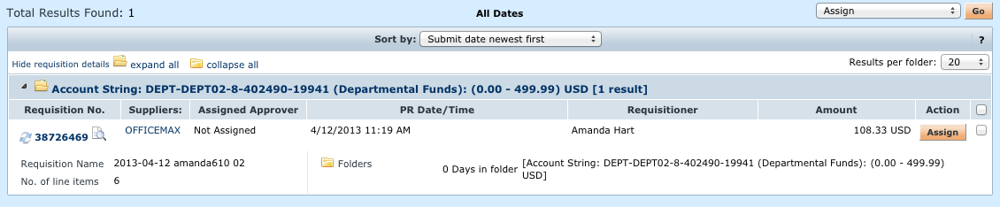 Total Results Found: 1 All Dates Assign Go
Sort by: Submit date newest first ?
Hide requisition details expand all collapse all Results per folder: 20
Account String: DEPT-DEPT02-8-402490-19941 (Departmental Funds): (0.00 - 499.99) USD [1 result]
Requisition No. Suppliers: Assigned Approver PR Date/Time Requisitioner Amount Action
38726469 OFFICEMAX Not Assigned 4/12/2013 11:19 AM Amanda Hart 108.33 USD Assign
Requisition Name 2013-04-12 amanda610 02 Folders 0 Days in folder [Account String: DEPT-DEPT02-8-402490-19941 (Departmental Funds): (0.00 - 499.99)
USD]
No. of line items 6